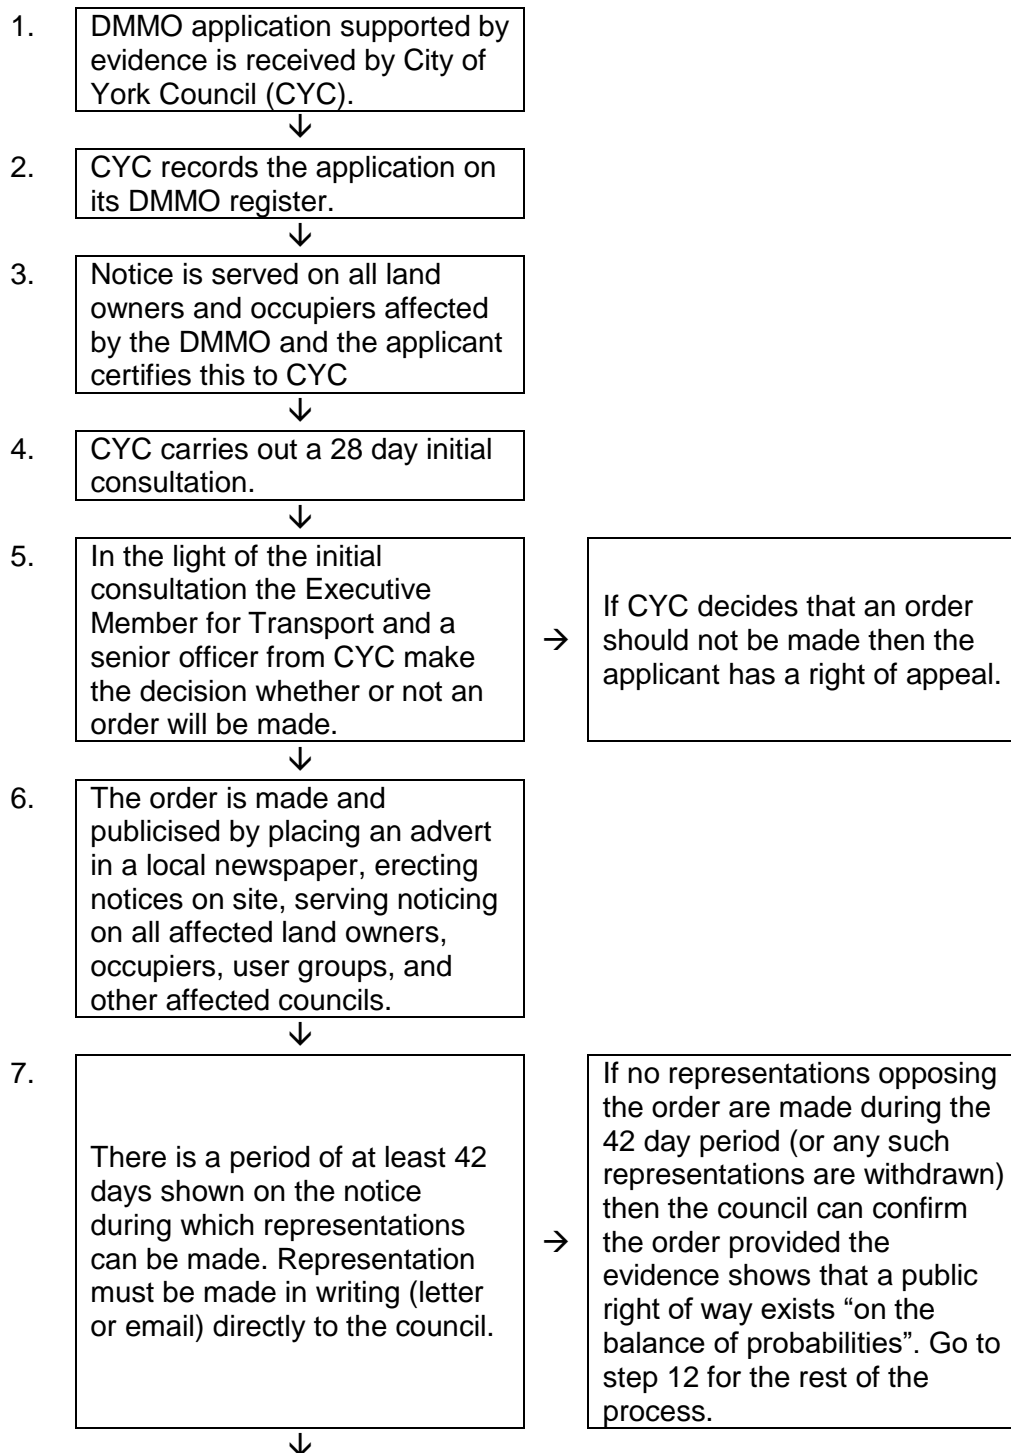 1.
DMMO application supported by
evidence is received by City of
York Council (CYC).
↓
2.
CYC records the application on
its DMMO register.
↓
3.
Notice is served on all land
owners and occupiers affected
by the DMMO and the applicant
certifies this to CYC
↓
4.
CYC carries out a 28 day initial
consultation.
↓
5.
In the light of the initial
consultation the Executive
Member for Transport and a
senior officer from CYC make
the decision whether or not an
order will be made.
→
If CYC decides that an order
should not be made then the
applicant has a right of appeal.
↓
6.
The order is made and
publicised by placing an advert
in a local newspaper, erecting
notices on site, serving noticing
on all affected land owners,
occupiers, user groups, and
other affected councils.
↓
7.
There is a period of at least 42
days shown on the notice
during which representations
can be made. Representation
must be made in writing (letter
or email) directly to the council.
→
If no representations opposing
the order are made during the
42 day period (or any such
representations are withdrawn)
then the council can confirm
the order provided the
evidence shows that a public
right of way exists “on the
balance of probabilities”. Go to
step 12 for the rest of the
process.
↓